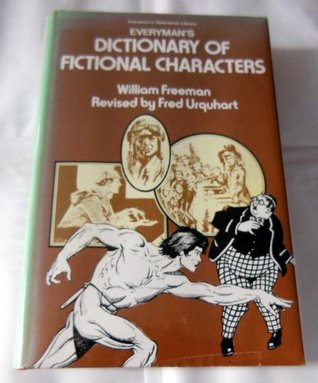 Everyman's Reference Library
EVERYMAN'S
DICTIONARY OF
FICTIONAL CHARACTERS
William Freeman
Revised by Fred Urquhart